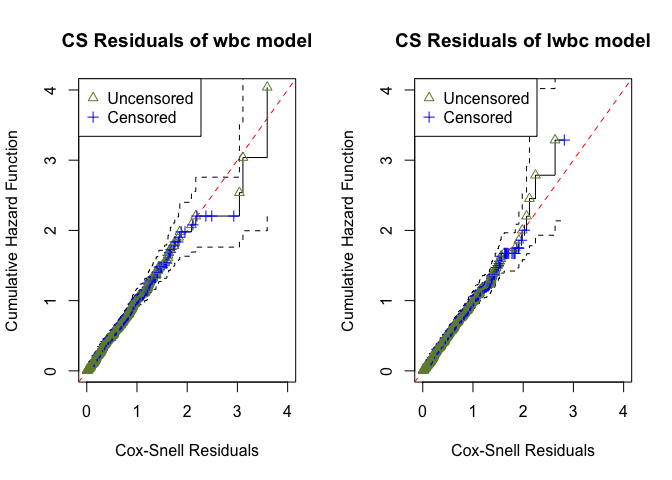 CS Residuals of wbc model
Uncensored
Censored
Cumulative Hazard Function
4
3
2
1
0
0 1 2 3 4
Cox-Snell Residuals
CS Residuals of lwbc model
Uncensored
Censored
Cumulative Hazard Function
4
3
2
1
0
0 1 2 3 4
Cox-Snell Residuals